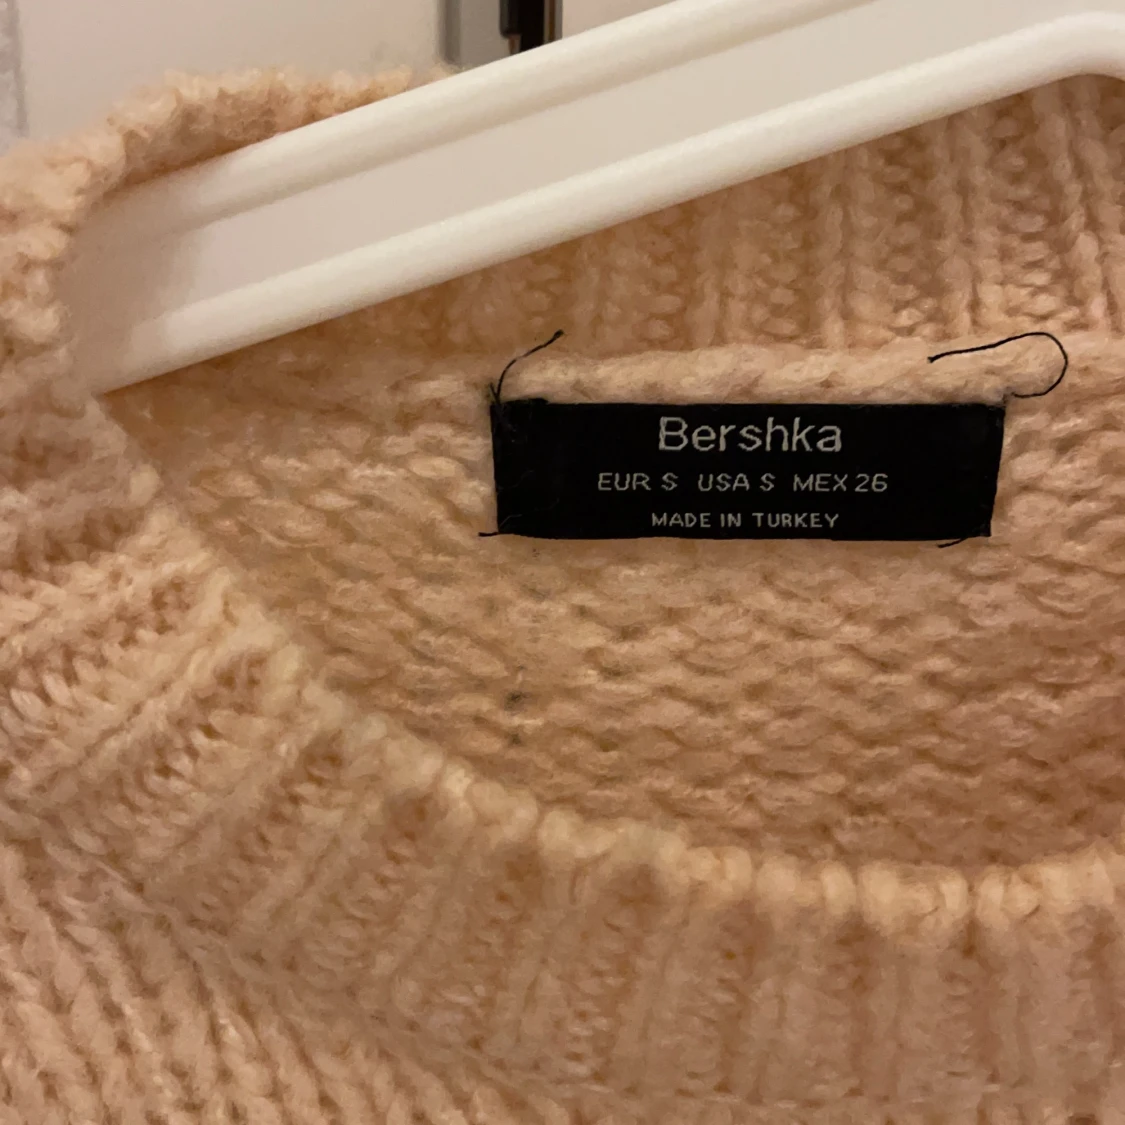 Bershka
EUR S USA S MEX 26
MADE IN TURKEY